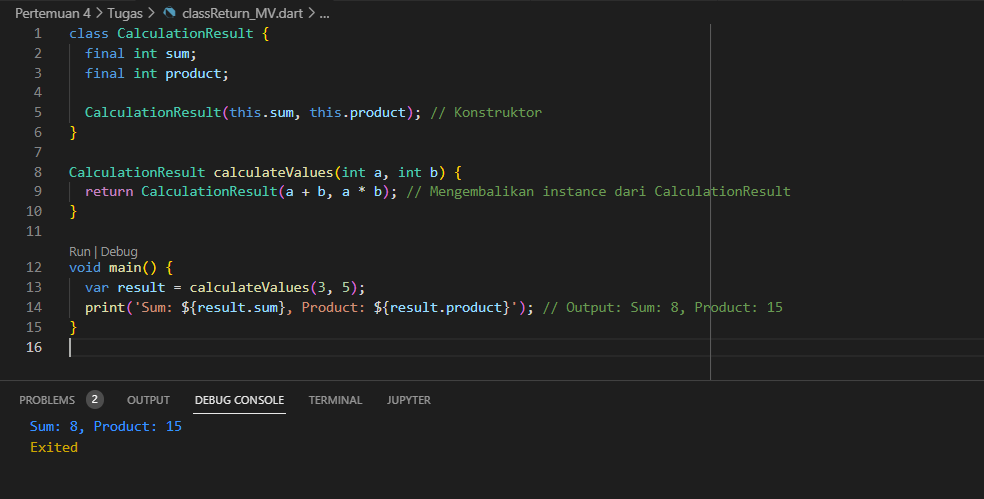 Pertemuan 4 > Tugas > classReturn_MV.dart > ...
1 class CalculationResult {
2   final int sum;
3   final int product;
4
5   CalculationResult(this.sum, this.product); // Konstruktor
6 }
7
8 CalculationResult calculateValues(int a, int b) {
9   return CalculationResult(a + b, a * b); // Mengembalikan instance dari CalculationResult
10 }
11
Run | Debug
12 void main() {
13   var result = calculateValues(3, 5);
14   print('Sum: ${result.sum}, Product: ${result.product}'); // Output: Sum: 8, Product: 15
15 }
16
PROBLEMS 2 OUTPUT DEBUG CONSOLE TERMINAL JUPYTER
Sum: 8, Product: 15
Exited